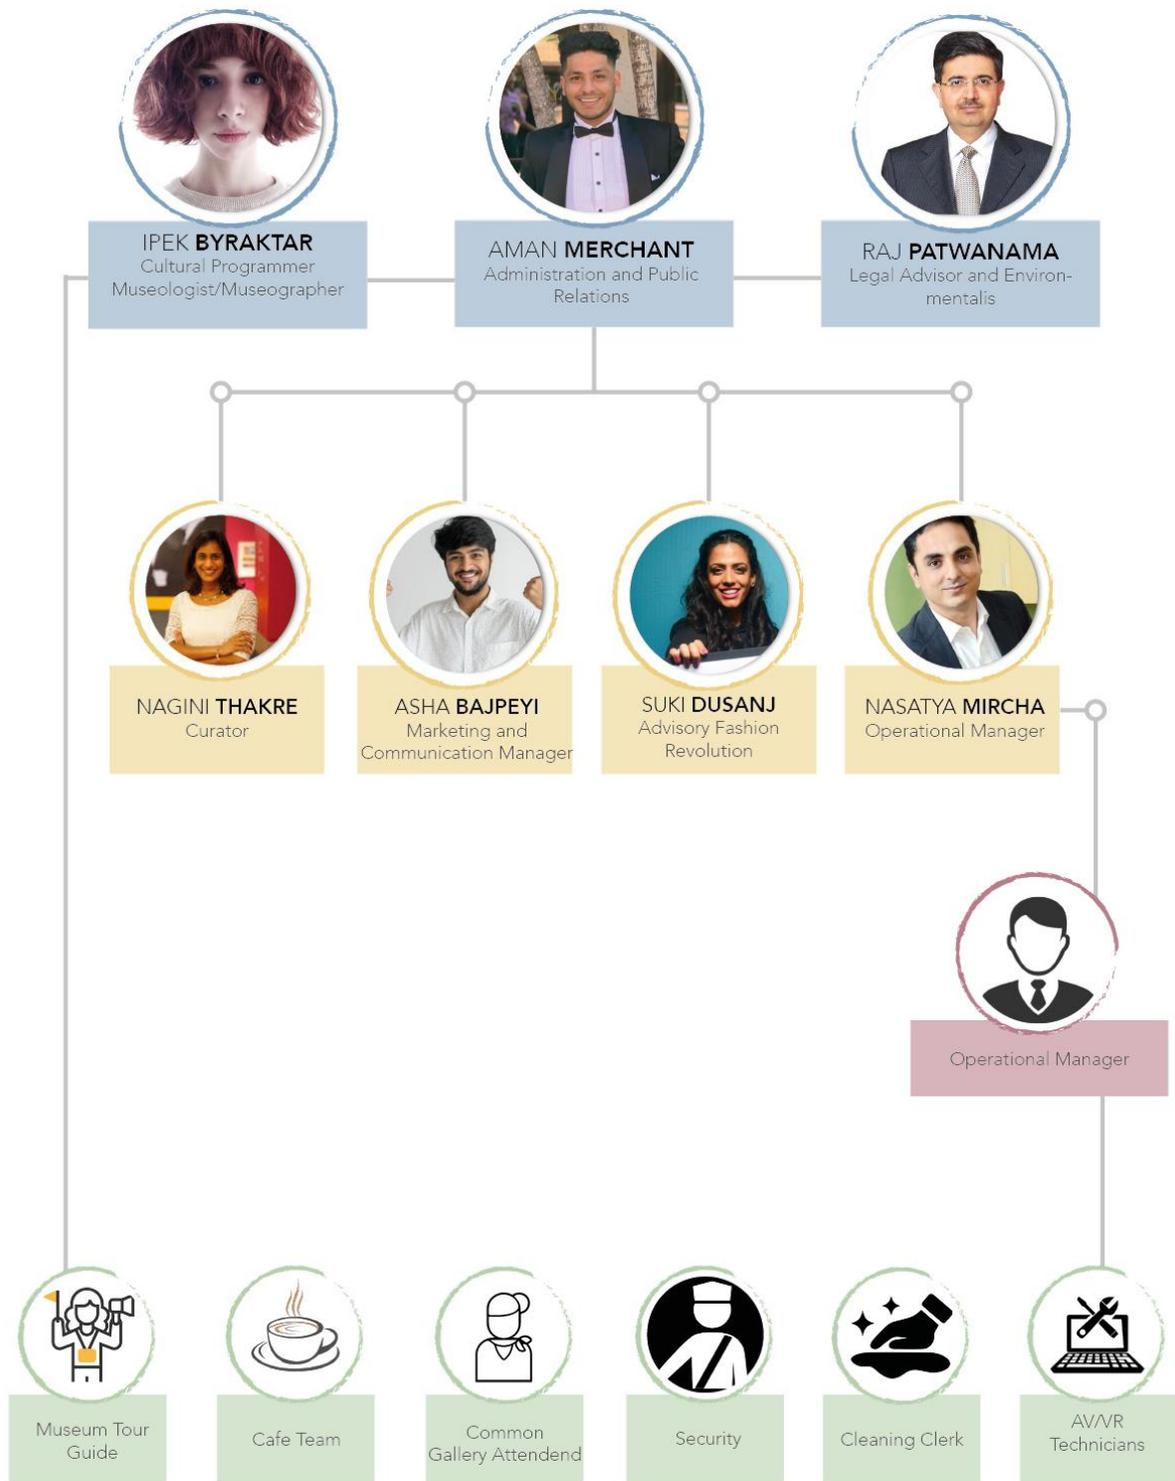 IPEK BYRAKTAR
Cultural Programmer
Museologist/Museographer
AMAN MERCHANT
Administration and Public
Relations
RAJ PATWANAMA
Legal Advisor and Environ-
mentalis
NAGINI THAKRE
Curator
ASHA BAJPEYI
Marketing and
Communication Manager
SUKI DUSANJ
Advisory Fashion
Revolution
NASATYA MIRCHA
Operational Manager
Operational Manager
Museum Tour
Guide
Cafe Team
Common
Gallery Attendend
Security
Cleaning Clerk
AV/VR
Technicians